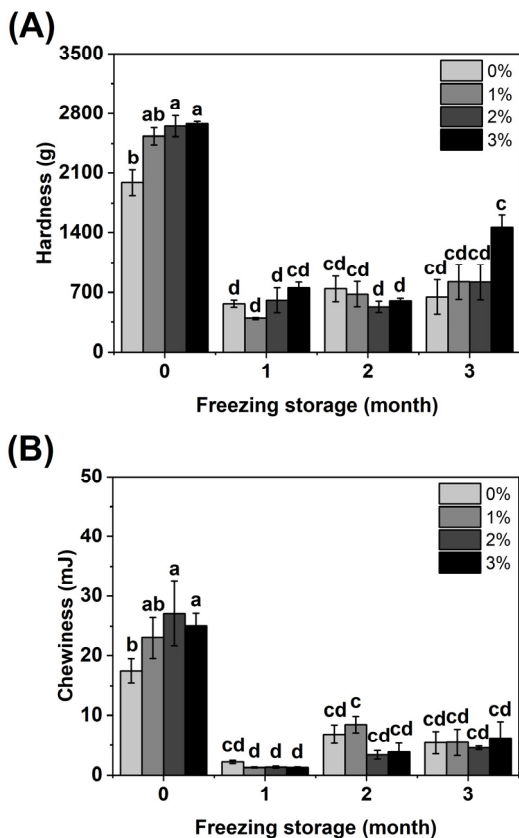 (A)
3500
2800
2100
1400
700
0
Hardness (g)
0%
1%
2%
3%
b ab a a
d d d cd
cd cd d d
cd cd cd c
0 1 2 3
Freezing storage (month)
(B)
50
40
30
20
10
0
Chewiness (mJ)
0%
1%
2%
3%
b ab a a
cd d d d
cd c cd cd
cd cd cd cd
0 1 2 3
Freezing storage (month)